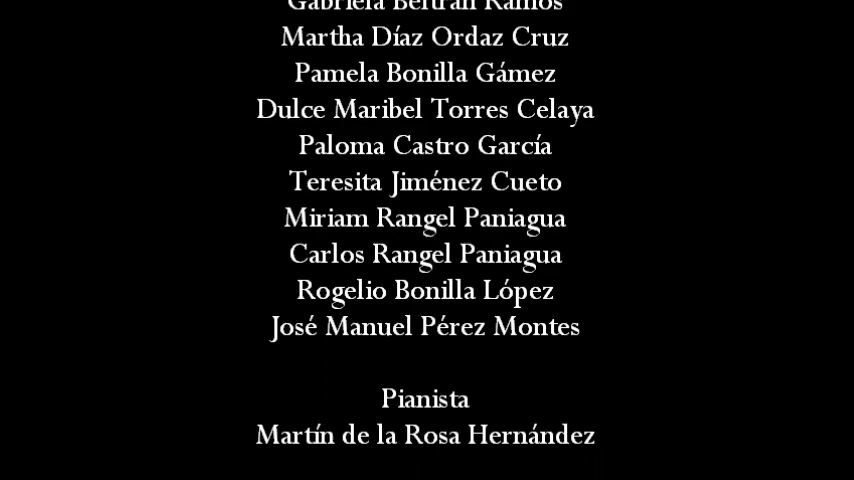 Gabriela Beltrán Ramos
Martha Díaz Ordaz Cruz
Pamela Bonilla Gámez
Dulce Maribel Torres Celaya
Paloma Castro García
Teresita Jiménez Cueto
Miriam Rangel Paniagua
Carlos Rangel Paniagua
Rogelio Bonilla López
José Manuel Pérez Montes
Pianista
Martín de la Rosa Hernández